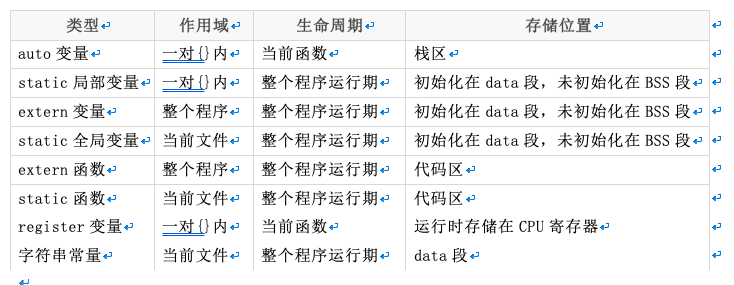 类型 作用域 生命周期 存储位置
auto 变量 一对{}内 当前函数 栈区
static 局部变量 一对{}内 整个程序运行期 初始化在 data 段，未初始化在 BSS 段
extern 变量 整个程序 整个程序运行期 初始化在 data 段，未初始化在 BSS 段
static 全局变量 当前文件 整个程序运行期 初始化在 data 段，未初始化在 BSS 段
extern 函数 整个程序 整个程序运行期 代码区
static 函数 当前文件 整个程序运行期 代码区
register 变量 一对{}内 当前函数 运行时存储在 CPU 寄存器
字符串常量 当前文件 整个程序运行期 data 段